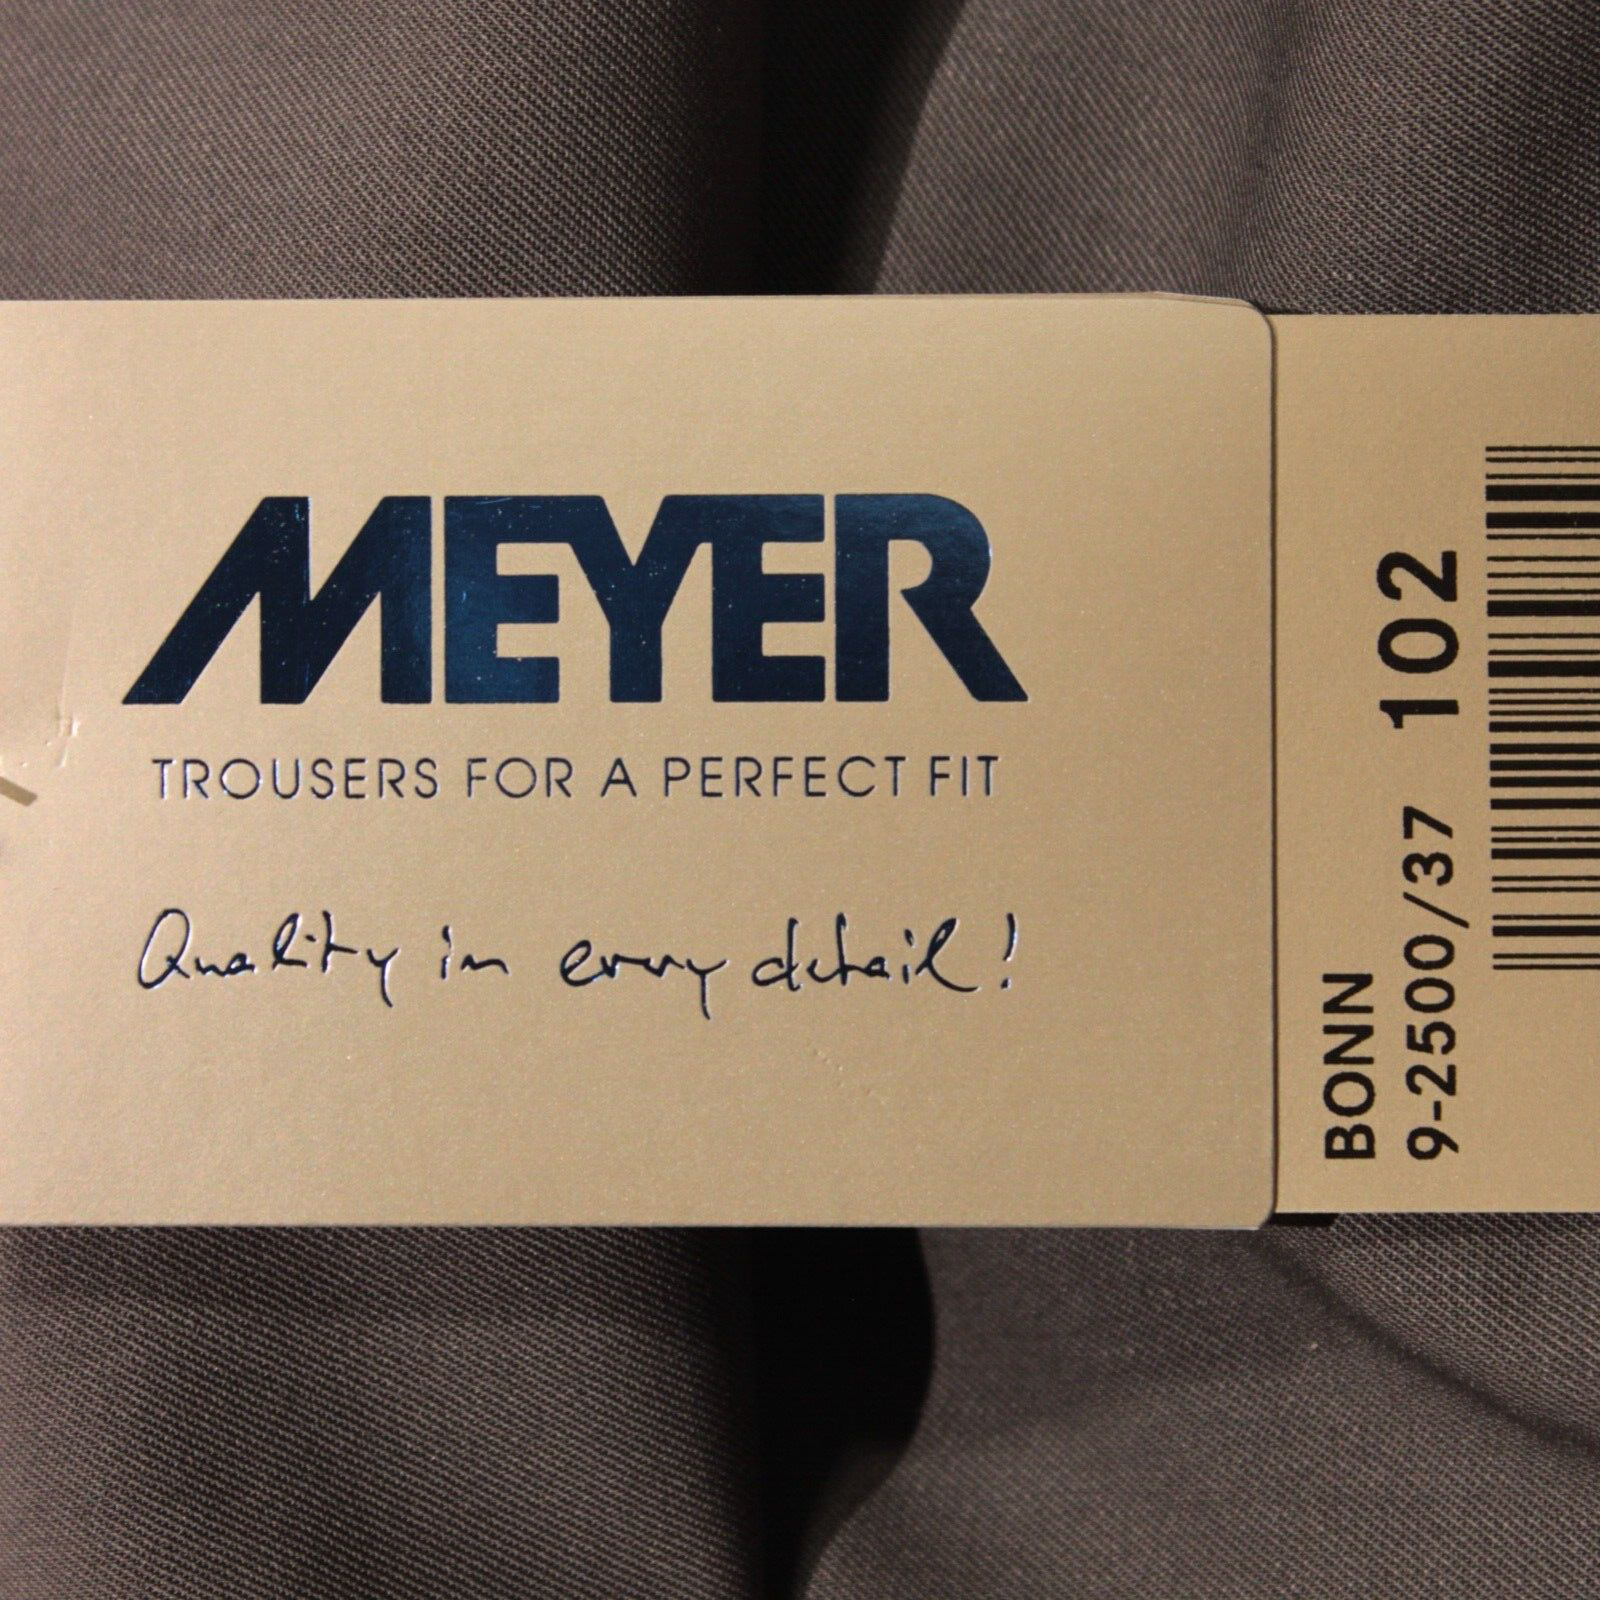 MEYER
TROUSERS FOR A PERFECT FIT
Quality in every detail!
BONN
9-2500/37 102